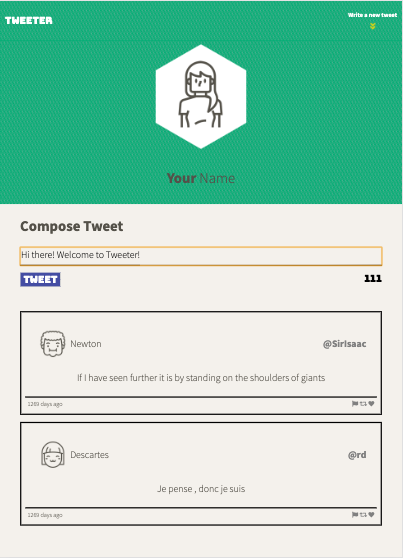 TWEETER
Write a new tweet
Your Name
Compose Tweet
Hi there! Welcome to Tweeter!
TWEET 111
Newton @SirIsaac
If I have seen further it is by standing on the shoulders of giants
1289 days ago
Descartes @rd
Je pense , donc je suis
1289 days ago